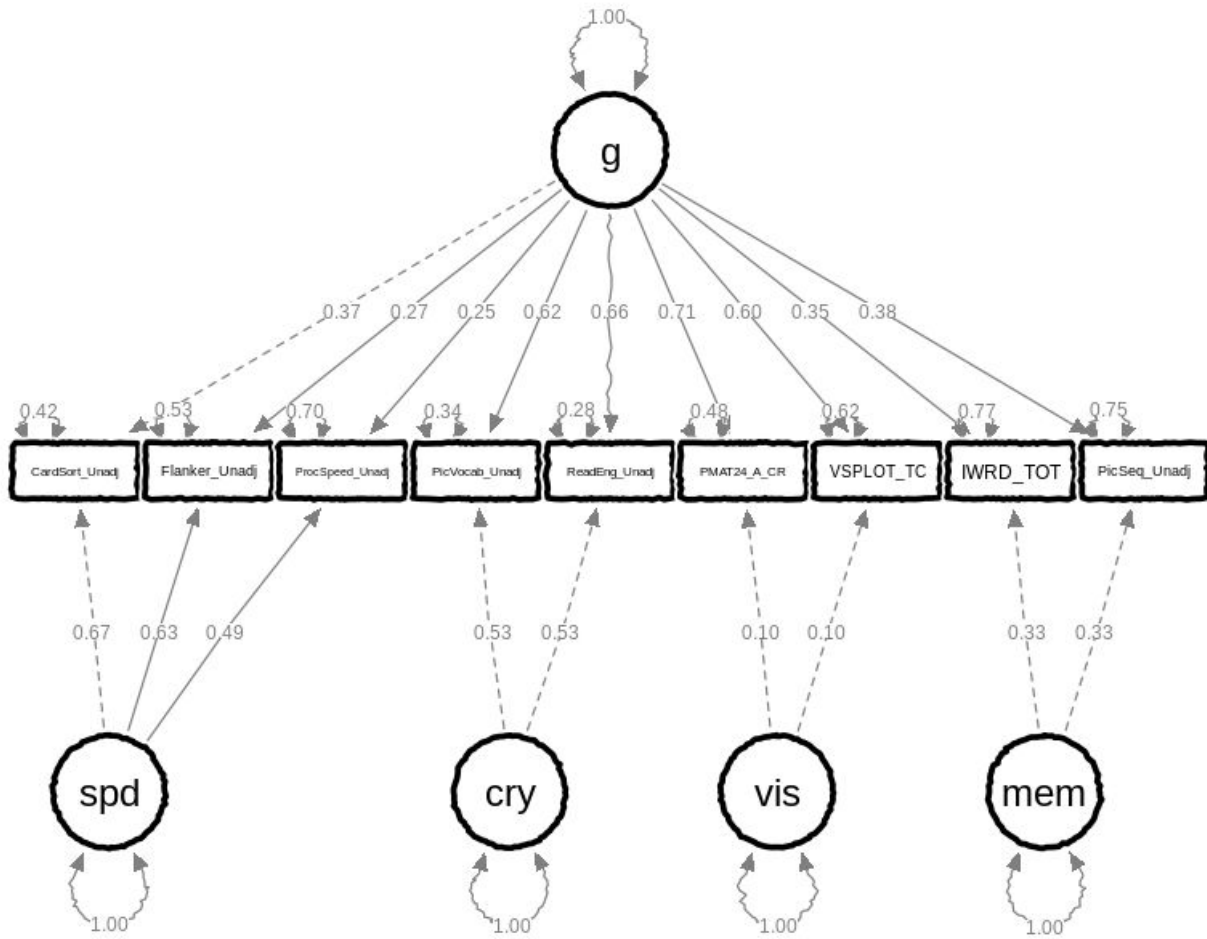 1.00
g
0.37 0.27 0.25 0.62 0.66 0.71 0.60 0.35 0.38
0.42 0.53 0.70 0.34 0.28 0.48 0.62 0.77 0.75
CardSort_Unadj Flanker_Unadj ProcSpeed_Unadj PicVocab_Unadj ReadEng_Unadj PMAT24_A_CR VSPLOT_TC IWRD_TOT PicSeq_Unadj
0.67 0.63 0.49 0.53 0.53 0.10 0.10 0.33 0.33
spd cry vis mem
1.00 1.00 1.00 1.00